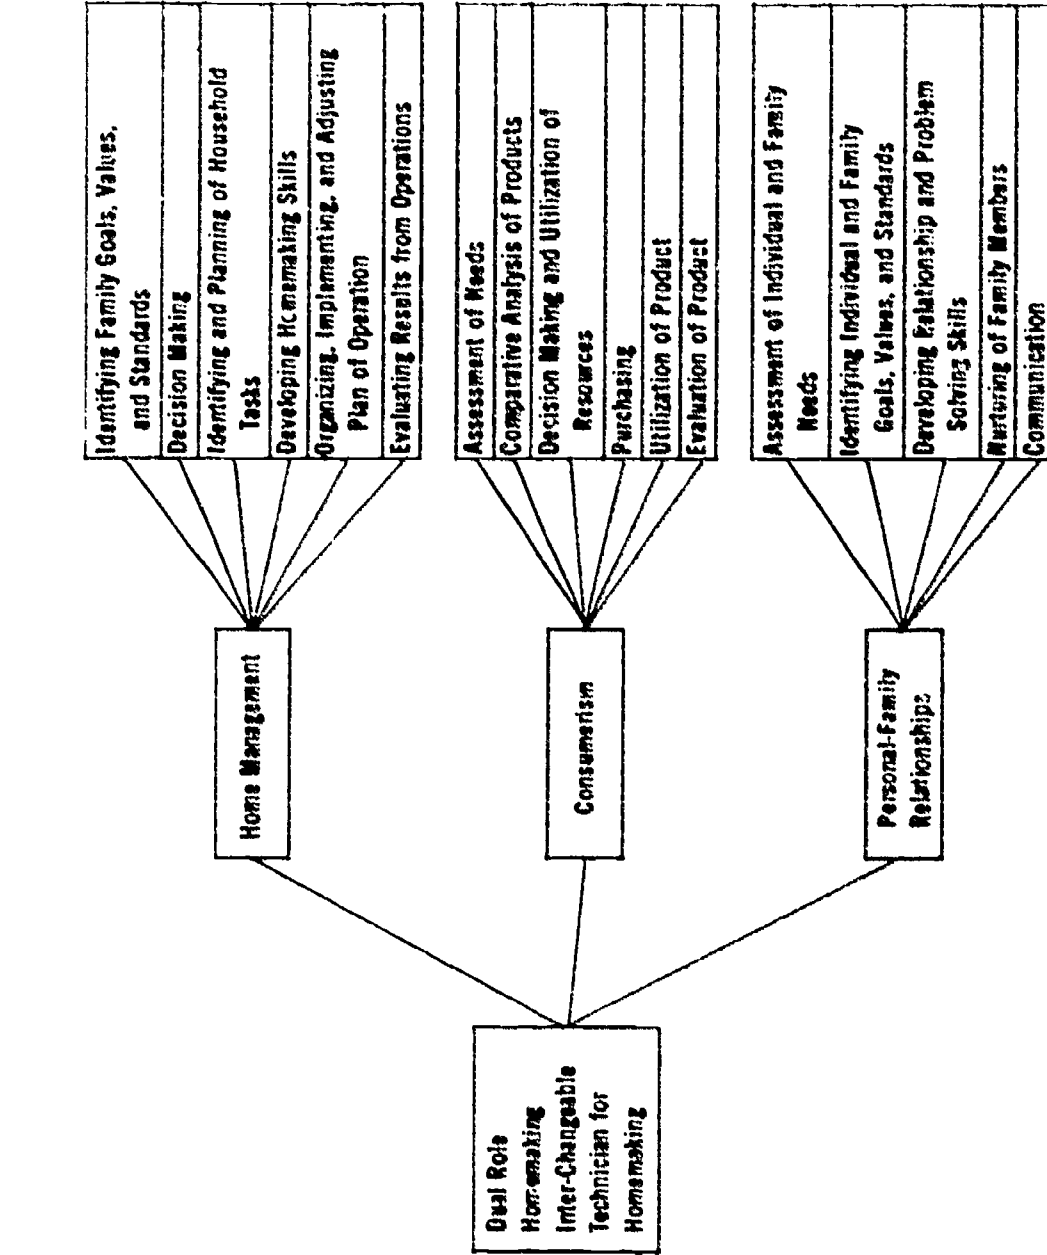 Dual Role
Homemaking
Inter-Changeable
Technician for
Homemaking
Home Management
Identifying Family Goals, Values,
and Standards
Decision Making
Identifying and Planning of Household
Tasks
Developing Homemaking Skills
Organizing, Implementing, and Adjusting
Plan of Operation
Evaluating Results from Operations
Consumerism
Assessment of Needs
Comparative Analysis of Products
Decision Making and Utilization of
Resources
Purchasing
Utilization of Product
Evaluation of Product
Personal-Family
Relationships
Assessment of Individual and Family
Needs
Identifying Individual and Family
Goals, Values, and Standards
Developing Relationship and Problem
Solving Skills
Nurturing of Family Members
Communication